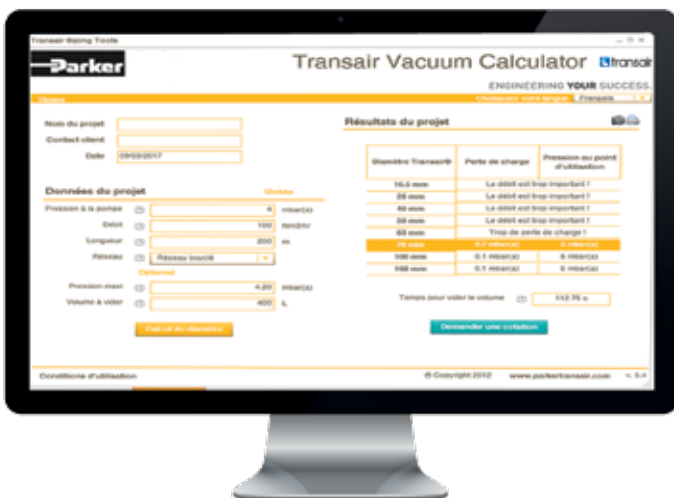 Transair Sizing Tools
Parker
Transair Vacuum Calculator transair
ENGINEERING YOUR SUCCESS.
Choisissez votre langue Français
Nom du projet
Contact client
Date 09/03/2017
Données du projet Unités
Pression à la pompe 4 mbar(a)
Débit 100 Nm3/hr
Longueur 200 m
Réseau Réseau bouclé
Optionnel
Pression maxi 4.20 mbar(a)
Volume à vider 400 L
Calcul du diamètre
Résultats du projet
Diamètre Transair® Perte de charge Pression au point d'utilisation
16,5 mm Le débit est trop important !
25 mm Le débit est trop important !
40 mm Le débit est trop important !
50 mm Le débit est trop important !
63 mm Trop de perte de charge !
76 mm 0.2 mbar(a) 5 mbar(a)
100 mm 0.1 mbar(a) 5 mbar(a)
168 mm 0.1 mbar(a) 5 mbar(a)
Temps pour vider le volume 112.75 s
Demander une cotation
Conditions d'utilisation
© Copyright 2012 www.parkertransair.com v. 5.4